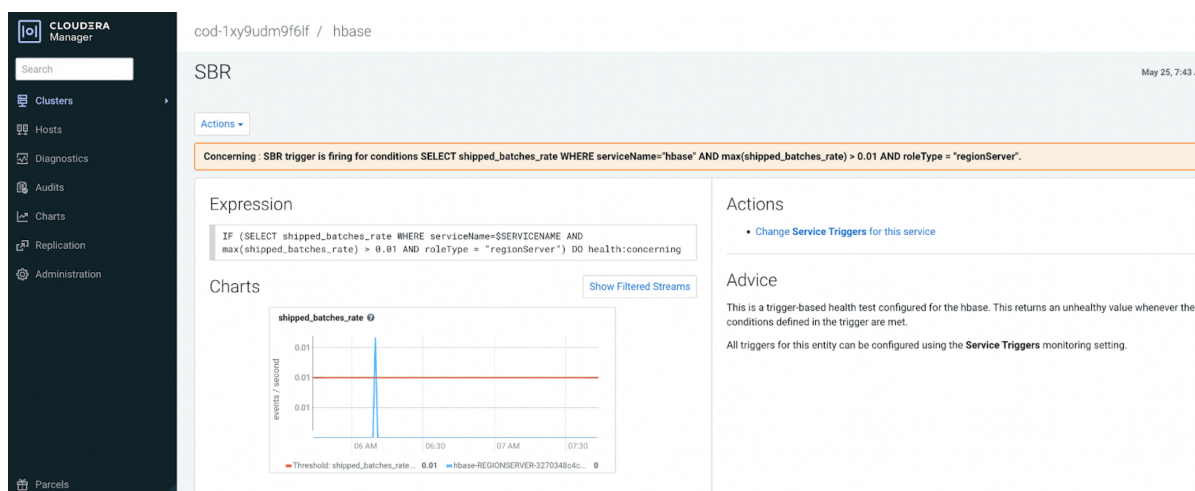 CLOUDERA
Manager
Search
Clusters
Hosts
Diagnostics
Audits
Charts
Replication
Administration
Parcels
cod-1xy9udm9f6lf / hbase
SBR
May 25, 7:43
Actions
Concerning : SBR trigger is firing for conditions SELECT shipped_batches_rate WHERE serviceName="hbase" AND max(shipped_batches_rate) > 0.01 AND roleType = "regionServer".
Expression
IF (SELECT shipped_batches_rate WHERE serviceName=$SERVICENAME AND
max(shipped_batches_rate) > 0.01 AND roleType = "regionServer") DO health:concerning
Charts
Show Filtered Streams
shipped_batches_rate
events / second
0.01
0.01
0.01
06 AM 06:30 07 AM 07:30
Threshold: shipped_batches_rate... 0.01 hbase-REGIONSERVER-3270348c4c... 0
Actions
• Change Service Triggers for this service
Advice
This is a trigger-based health test configured for the hbase. This returns an unhealthy value whenever the
conditions defined in the trigger are met.
All triggers for this entity can be configured using the Service Triggers monitoring setting.